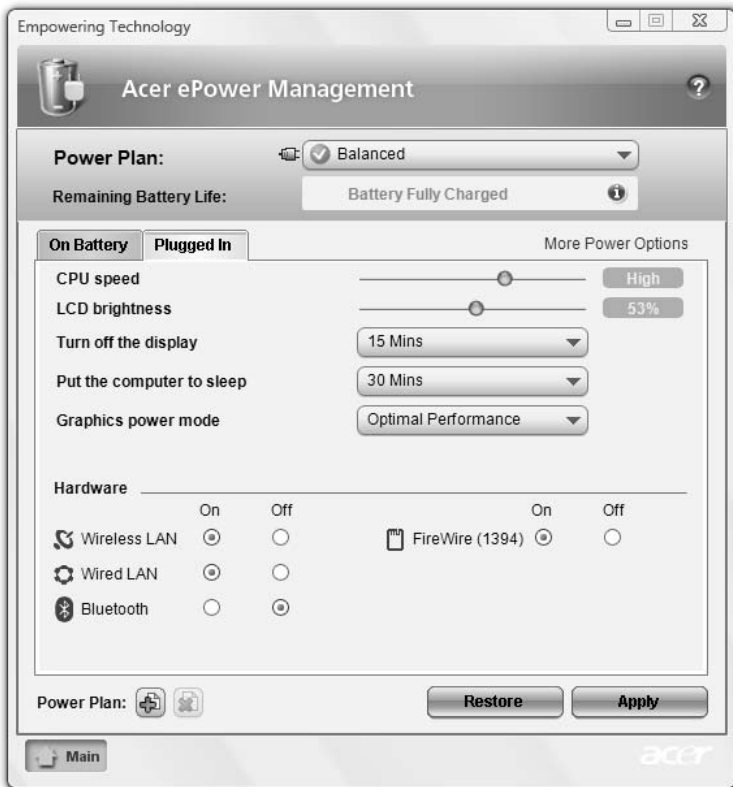 Empowering Technology
Acer ePower Management
?
Power Plan:
Balanced
Remaining Battery Life:
Battery Fully Charged
i
On Battery
Plugged In
More Power Options
CPU speed
High
LCD brightness
53%
Turn off the display
15 Mins
Put the computer to sleep
30 Mins
Graphics power mode
Optimal Performance
Hardware
On Off On Off
Wireless LAN
FireWire (1394)
Wired LAN
Bluetooth
Power Plan:
Restore
Apply
Main
acer